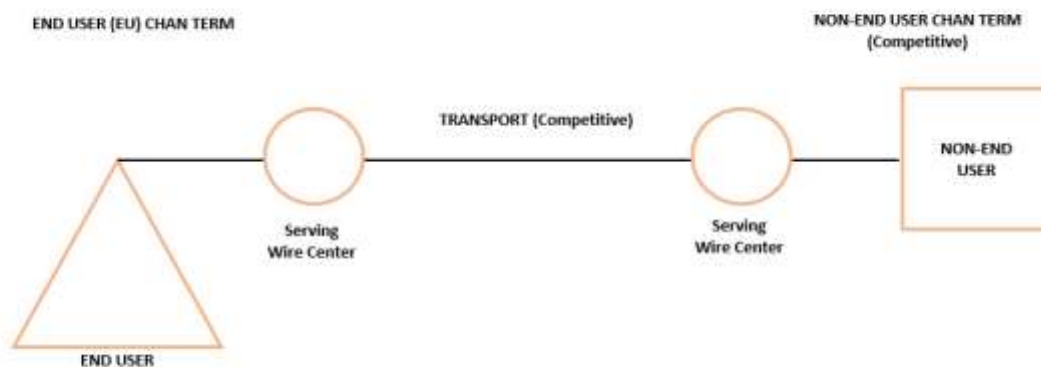 END USER (EU) CHAN TERM
NON-END USER CHAN TERM
(Competitive)
TRANSPORT (Competitive)
NON-END
USER
Serving
Wire Center
Serving
Wire Center
END USER